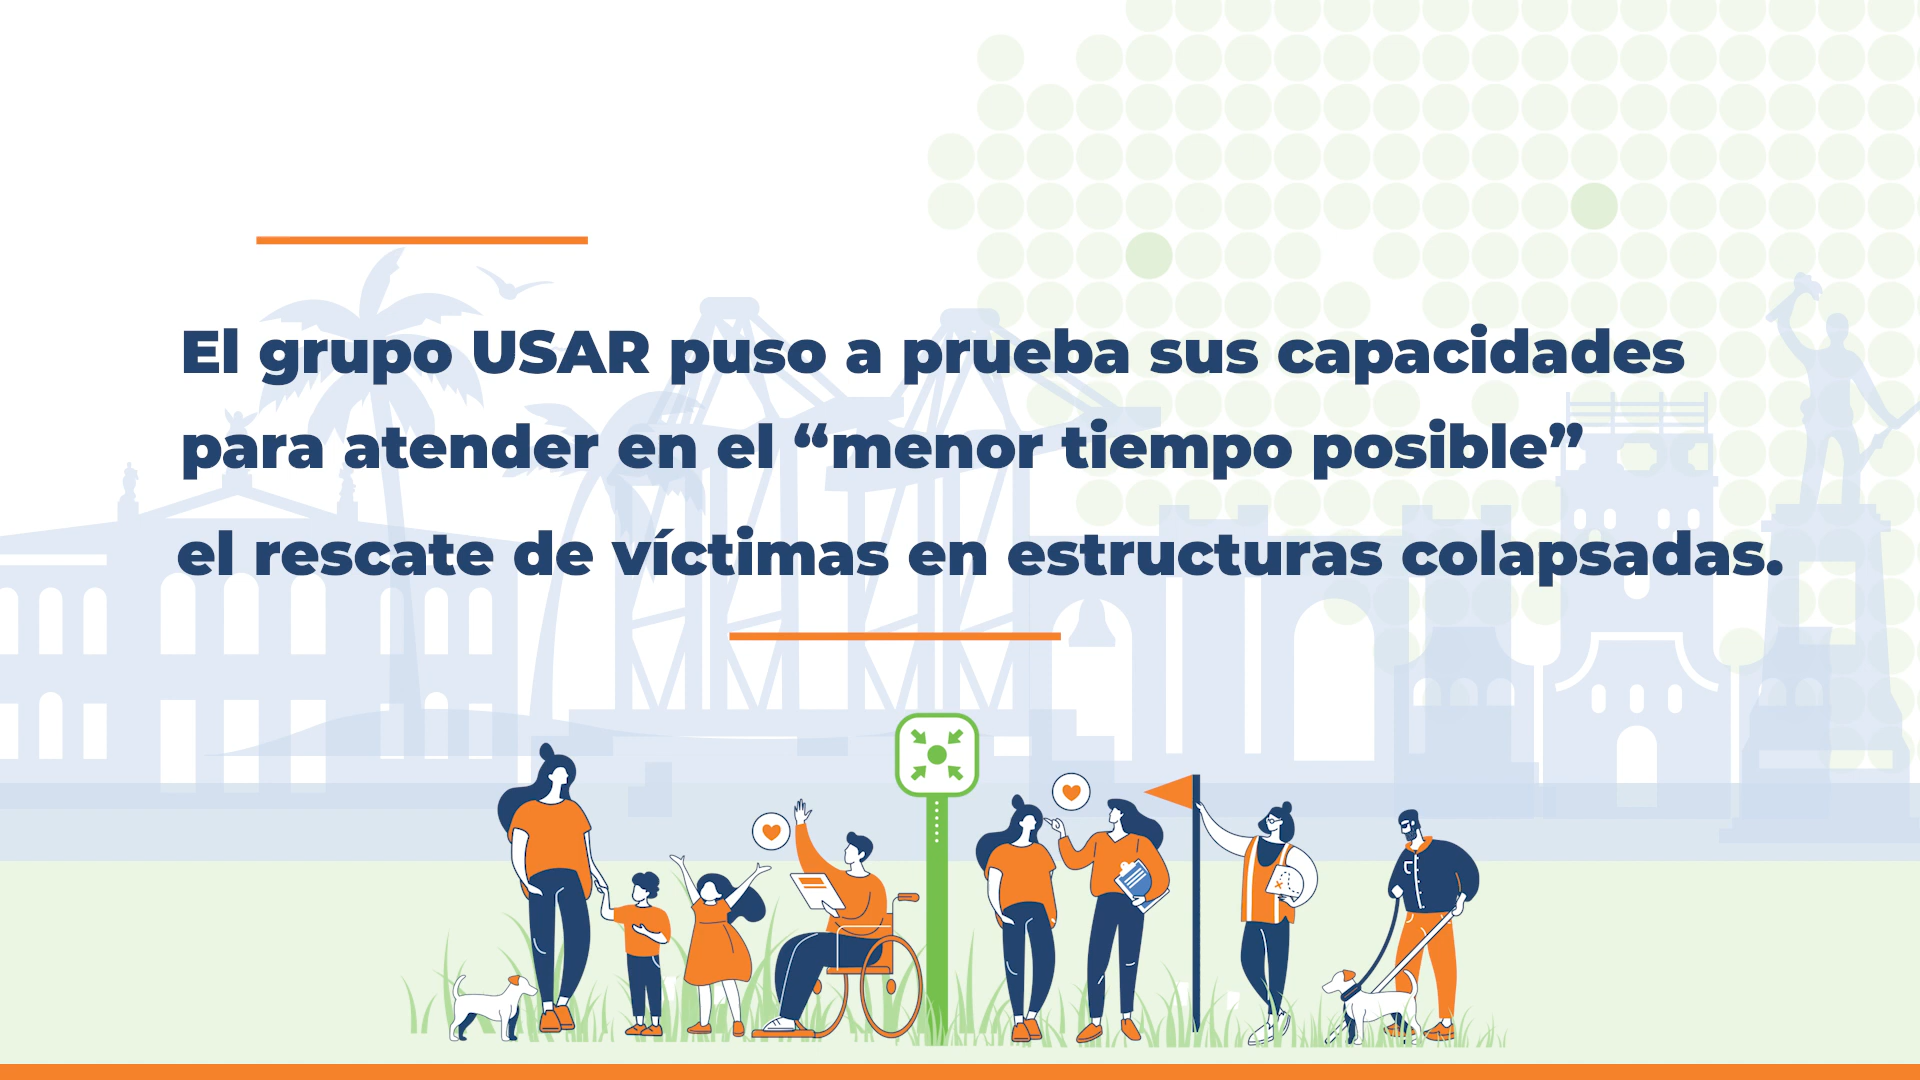 El grupo USAR puso a prueba sus capacidades
para atender en el “menor tiempo posible”
el rescate de víctimas en estructuras colapsadas.